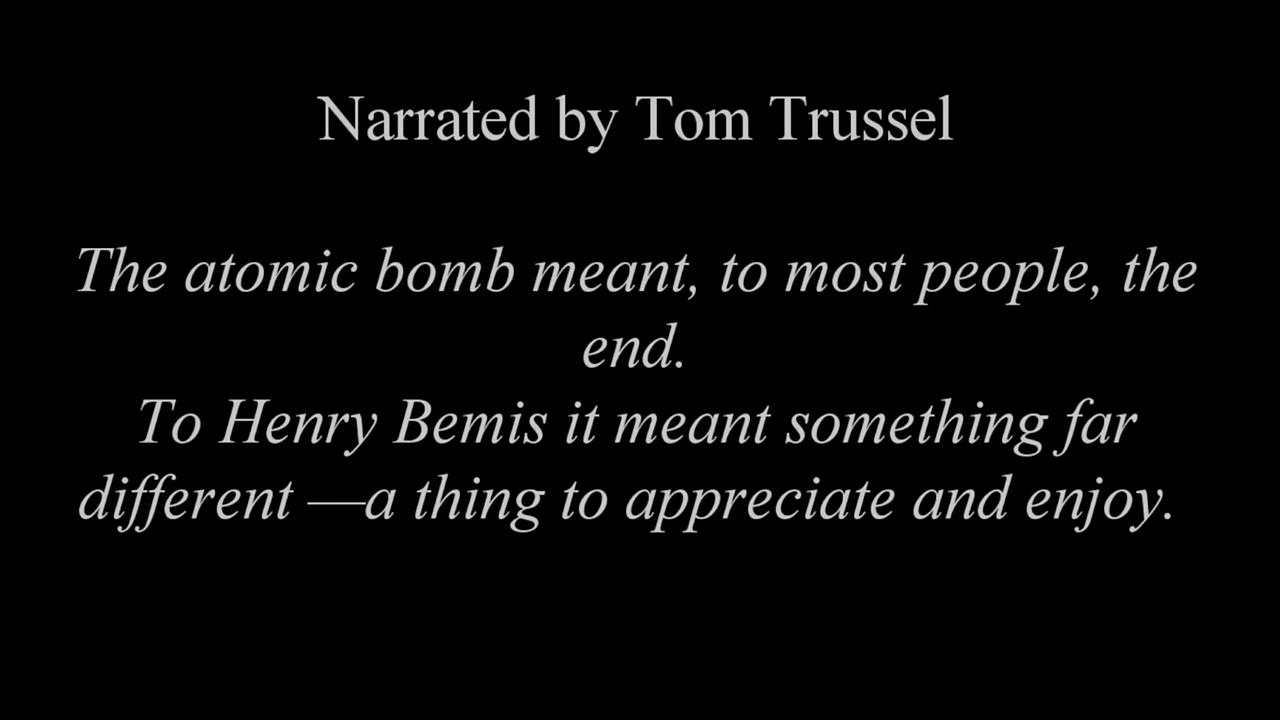 Narrated by Tom Trussel
The atomic bomb meant, to most people, the
end.
To Henry Bemis it meant something far
different —a thing to appreciate and enjoy.